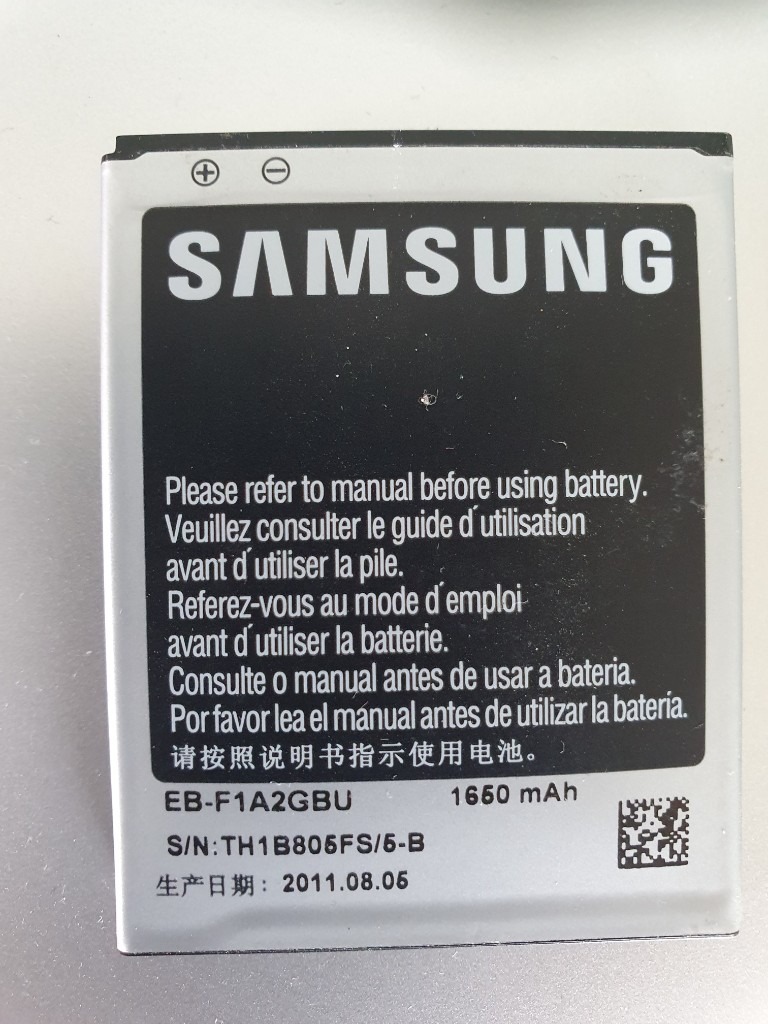 SAMSUNG
Please refer to manual before using battery.
Veuillez consulter le guide d'utilisation
avant d'utiliser la pile.
Referez-vous au mode d'emploi
avant d'utiliser la batterie.
Consulte o manual antes de usar a bateria.
Por favor lea el manual antes de utilizar la batería.
请按照说明书指示使用电池。
EB-F1A2GBU 1650 mAh
S/N:TH1B805FS/5-B
生产日期：2011.08.05